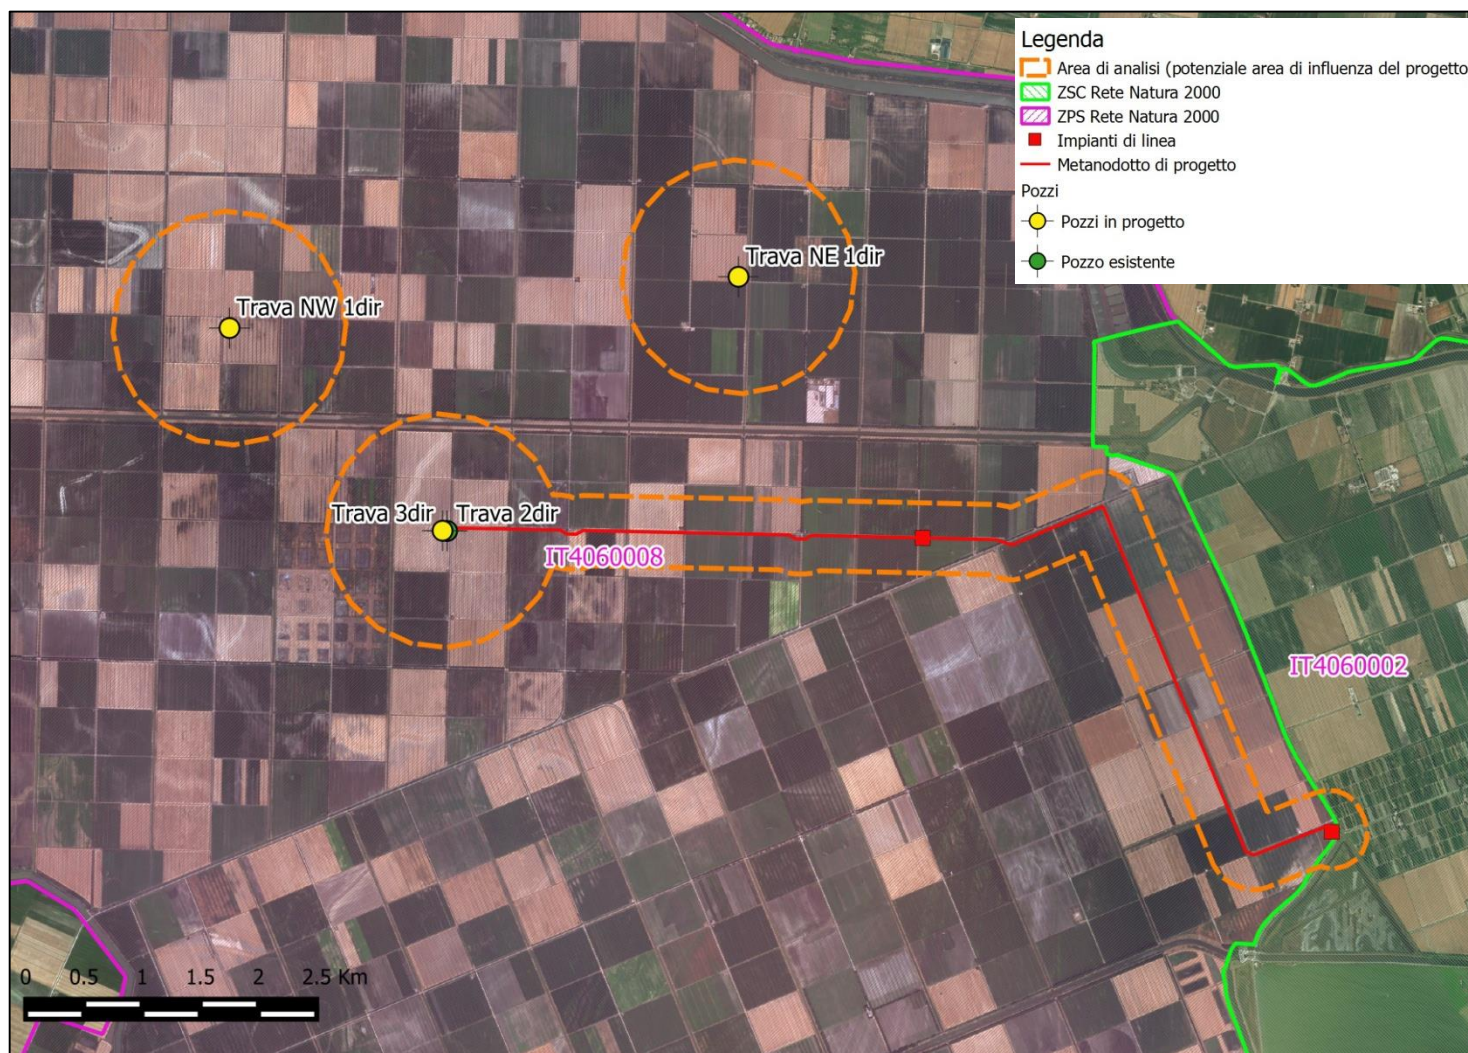 Legenda
Area di analisi (potenziale area di influenza del progetto
ZSC Rete Natura 2000
ZPS Rete Natura 2000
Impianti di linea
Metanodotto di progetto
Pozzi
Pozzi in progetto
Pozzo esistente
Trava NE 1dir
Trava NW 1dir
Trava 3dir
Trava 2dir
IT4060008
IT4060002
0 0.5 1 1.5 2 2.5 Km